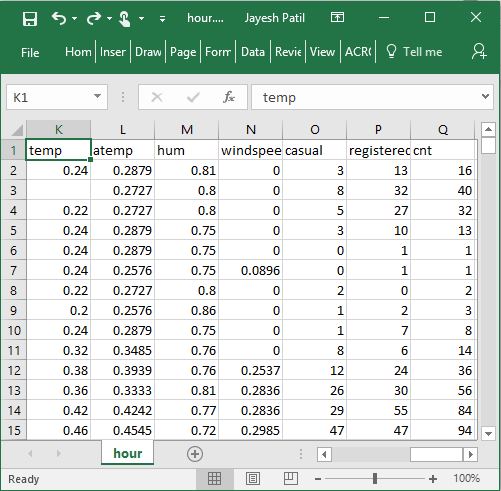 hour.... Jayesh Patil
File Hom Inser Draw Page Form Data Revie View ACR Tell me
K1 fx temp
K L M N O P Q
1 temp atemp hum windspee casual registered cnt
2 0.24 0.2879 0.81 0 3 13 16
3 0.2727 0.8 0 8 32 40
4 0.22 0.2727 0.8 0 5 27 32
5 0.24 0.2879 0.75 0 3 10 13
6 0.24 0.2879 0.75 0 0 1 1
7 0.24 0.2576 0.75 0.0896 0 1 1
8 0.22 0.2727 0.8 0 2 0 2
9 0.2 0.2576 0.86 0 1 2 3
10 0.24 0.2879 0.75 0 1 7 8
11 0.32 0.3485 0.76 0 8 6 14
12 0.38 0.3939 0.76 0.2537 12 24 36
13 0.36 0.3333 0.81 0.2836 26 30 56
14 0.42 0.4242 0.77 0.2836 29 55 84
15 0.46 0.4545 0.72 0.2985 47 47 94
hour
Ready 100%